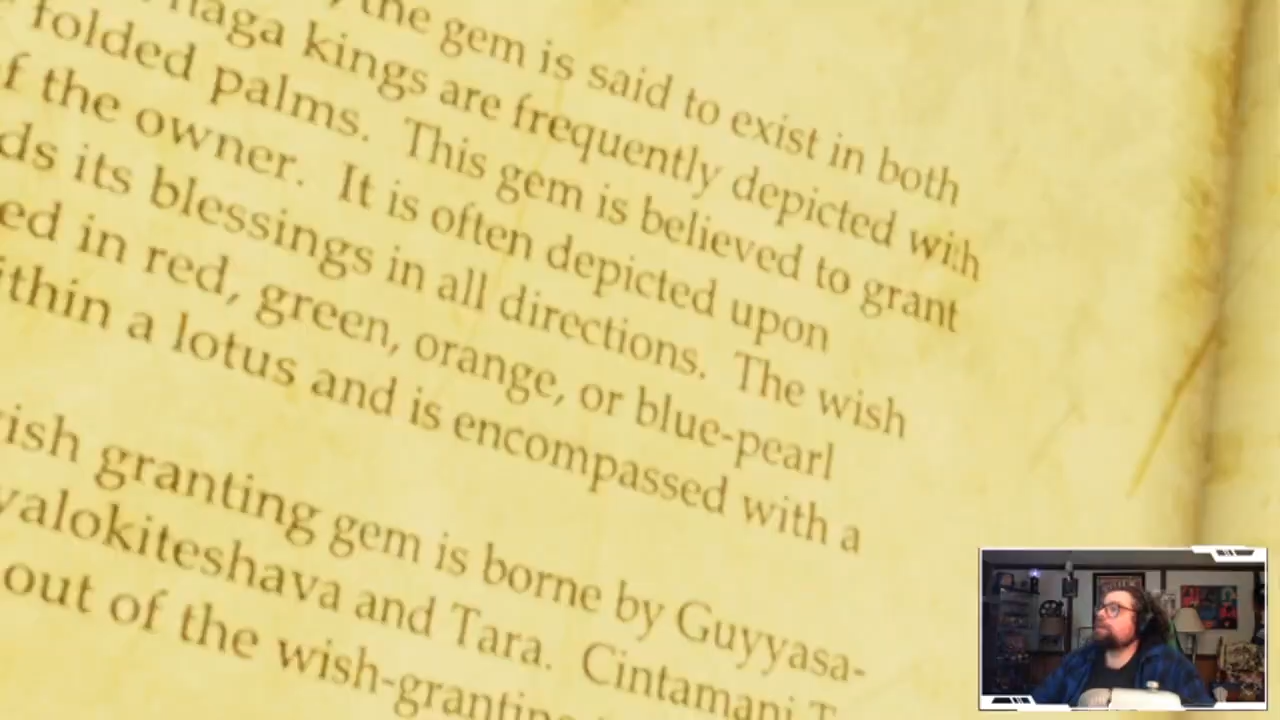 the gem is said to exist in both
naga kings are frequently depicted with
folded palms. This gem is believed to grant
of the owner. It is often depicted upon
ds its blessings in all directions. The wish
ed in red, green, orange, or blue-pearl
ithin a lotus and is encompassed with a
ish granting gem is borne by Guyyasa-
valokiteshava and Tara. Cintamani T
out of the wish-granting